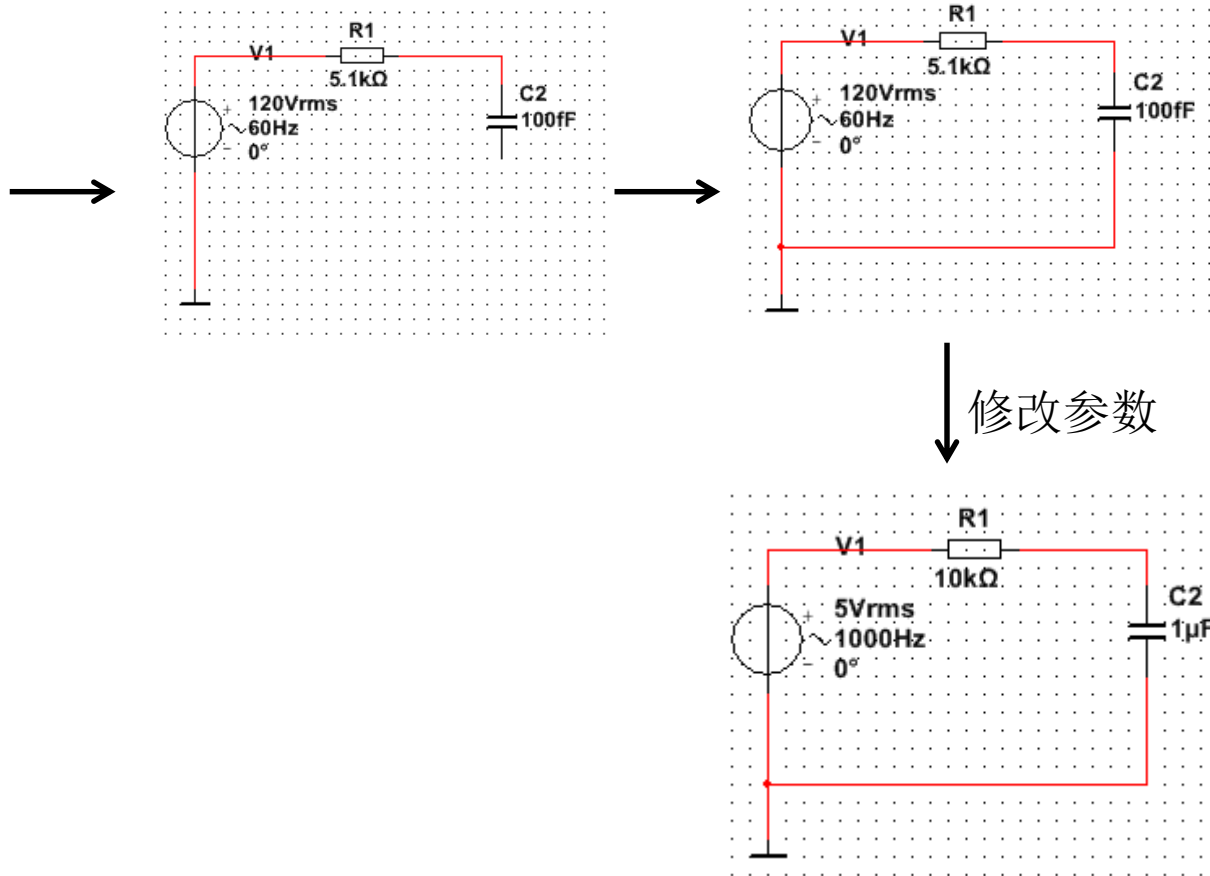 R1
V1
5.1kΩ
120Vrms
60Hz
0°
C2
100fF
R1
V1
5.1kΩ
120Vrms
60Hz
0°
C2
100fF
修改参数
R1
V1
10kΩ
5Vrms
1000Hz
0°
C2
1µF